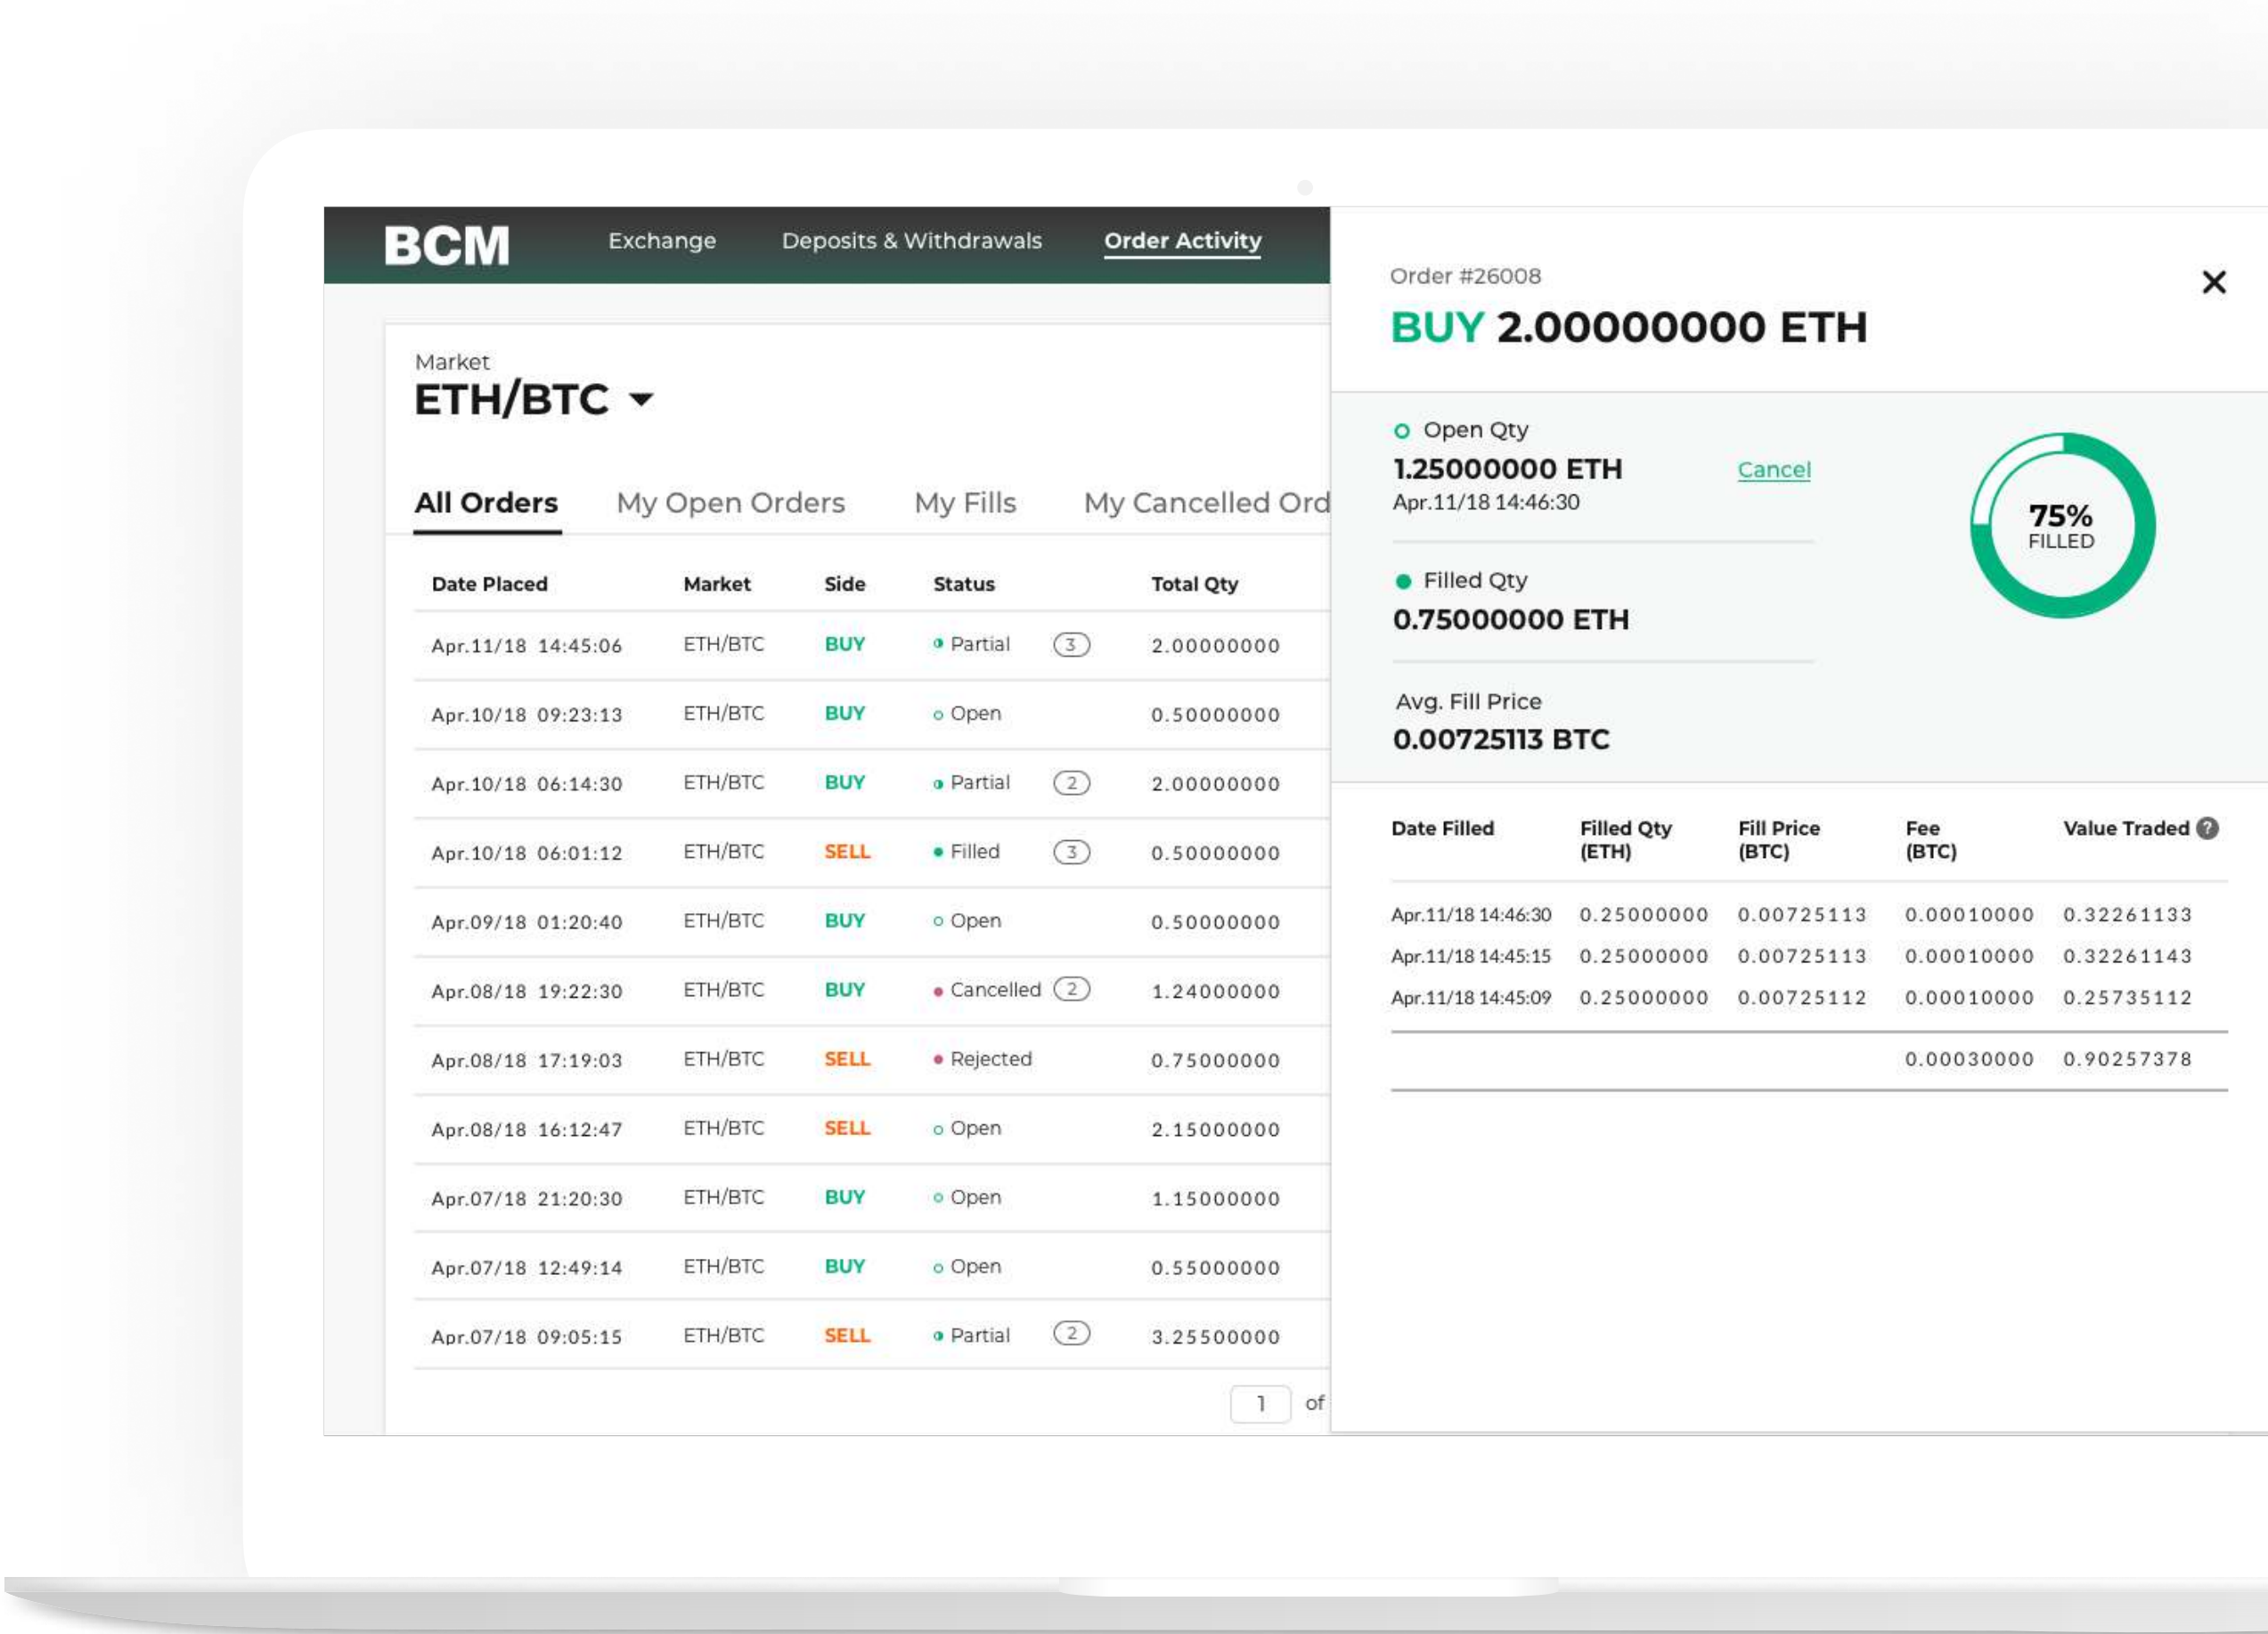 BCM Exchange Deposits & Withdrawals Order Activity
Market
ETH/BTC
All Orders My Open Orders My Fills My Cancelled Ord
Date Placed Market Side Status Total Qty
Apr.11/18 14:45:06 ETH/BTC BUY Partial 3 2.00000000
Apr.10/18 09:23:13 ETH/BTC BUY Open 0.50000000
Apr.10/18 06:14:30 ETH/BTC BUY Partial 2 2.00000000
Apr.10/18 06:01:12 ETH/BTC SELL Filled 3 0.50000000
Apr.09/18 01:20:40 ETH/BTC BUY Open 0.50000000
Apr.08/18 19:22:30 ETH/BTC BUY Cancelled 2 1.24000000
Apr.08/18 17:19:03 ETH/BTC SELL Rejected 0.75000000
Apr.08/18 16:12:47 ETH/BTC SELL Open 2.15000000
Apr.07/18 21:20:30 ETH/BTC BUY Open 1.15000000
Apr.07/18 12:49:14 ETH/BTC BUY Open 0.55000000
Apr.07/18 09:05:15 ETH/BTC SELL Partial 2 3.25500000
1 of
Order #26008
BUY 2.00000000 ETH
Open Qty
1.25000000 ETH Cancel
Apr.11/18 14:46:30
75%
FILLED
Filled Qty
0.75000000 ETH
Avg. Fill Price
0.00725113 BTC
Date Filled Filled Qty Fill Price Fee Value Traded ?
(ETH) (BTC) (BTC)
Apr.11/18 14:46:30 0.25000000 0.00725113 0.00010000 0.32261133
Apr.11/18 14:45:15 0.25000000 0.00725113 0.00010000 0.32261143
Apr.11/18 14:45:09 0.25000000 0.00725112 0.00010000 0.25735112
0.00030000 0.90257378